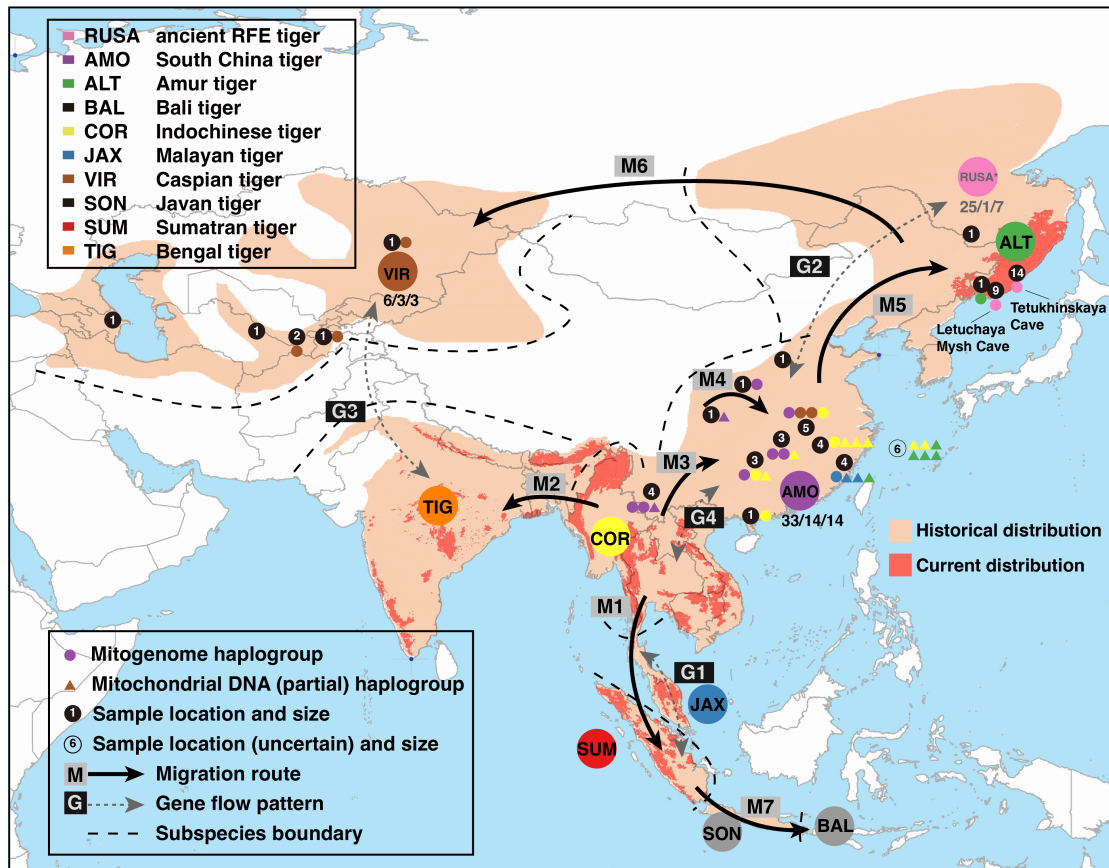 RUSA ancient RFE tiger
AMO South China tiger
ALT Amur tiger
BAL Bali tiger
COR Indochinese tiger
JAX Malayan tiger
VIR Caspian tiger
SON Javan tiger
SUM Sumatran tiger
TIG Bengal tiger
M6
RUSA*
25/1/7
1
ALT
G2
1
VIR
6/3/3
14
1
9
M5
Tetukhinskaya
Cave
Letuchaya
Mysh Cave
1
1
2
1
1
M4
1
1
G3
5
3
4
6
3
4
M3
M2
4
AMO
33/14/14
TIG
G4
1
COR
Historical distribution
Current distribution
M1
G1
JAX
SUM
M7
SON
BAL
Mitogenome haplogroup
Mitochondrial DNA (partial) haplogroup
1 Sample location and size
6 Sample location (uncertain) and size
M Migration route
G Gene flow pattern
Subspecies boundary